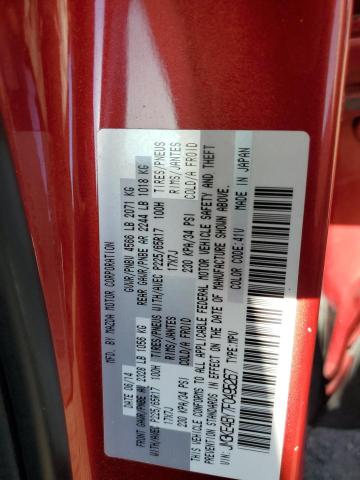 MFD. BY MAZDA MOTOR CORPORATION
DATE: 06/14
GVWR/PNBV 4566 LB 2071 KG
FRONT GAWR/PNBE AV 2328 LB 1056 KG
REAR GAWR/PNBE AR 2244 LB 1018 KG
WITH/AVEC P225/65R17 100H TIRES/PNEUS
WITH/AVEC P225/65R17 100H TIRES/PNEUS
17X7J RIMS/JANTES
17X7J RIMS/JANTES
230 KPA/34 PSI COLD/A FROID
230 KPA/34 PSI COLD/A FROID
THIS VEHICLE CONFORMS TO ALL APPLICABLE FEDERAL MOTOR VEHICLE SAFETY AND THEFT
PREVENTION STANDARDS IN EFFECT ON THE DATE OF MANUFACTURE SHOWN ABOVE.
MADE IN JAPAN
COLOR CODE: 41V
TYPE: MPV